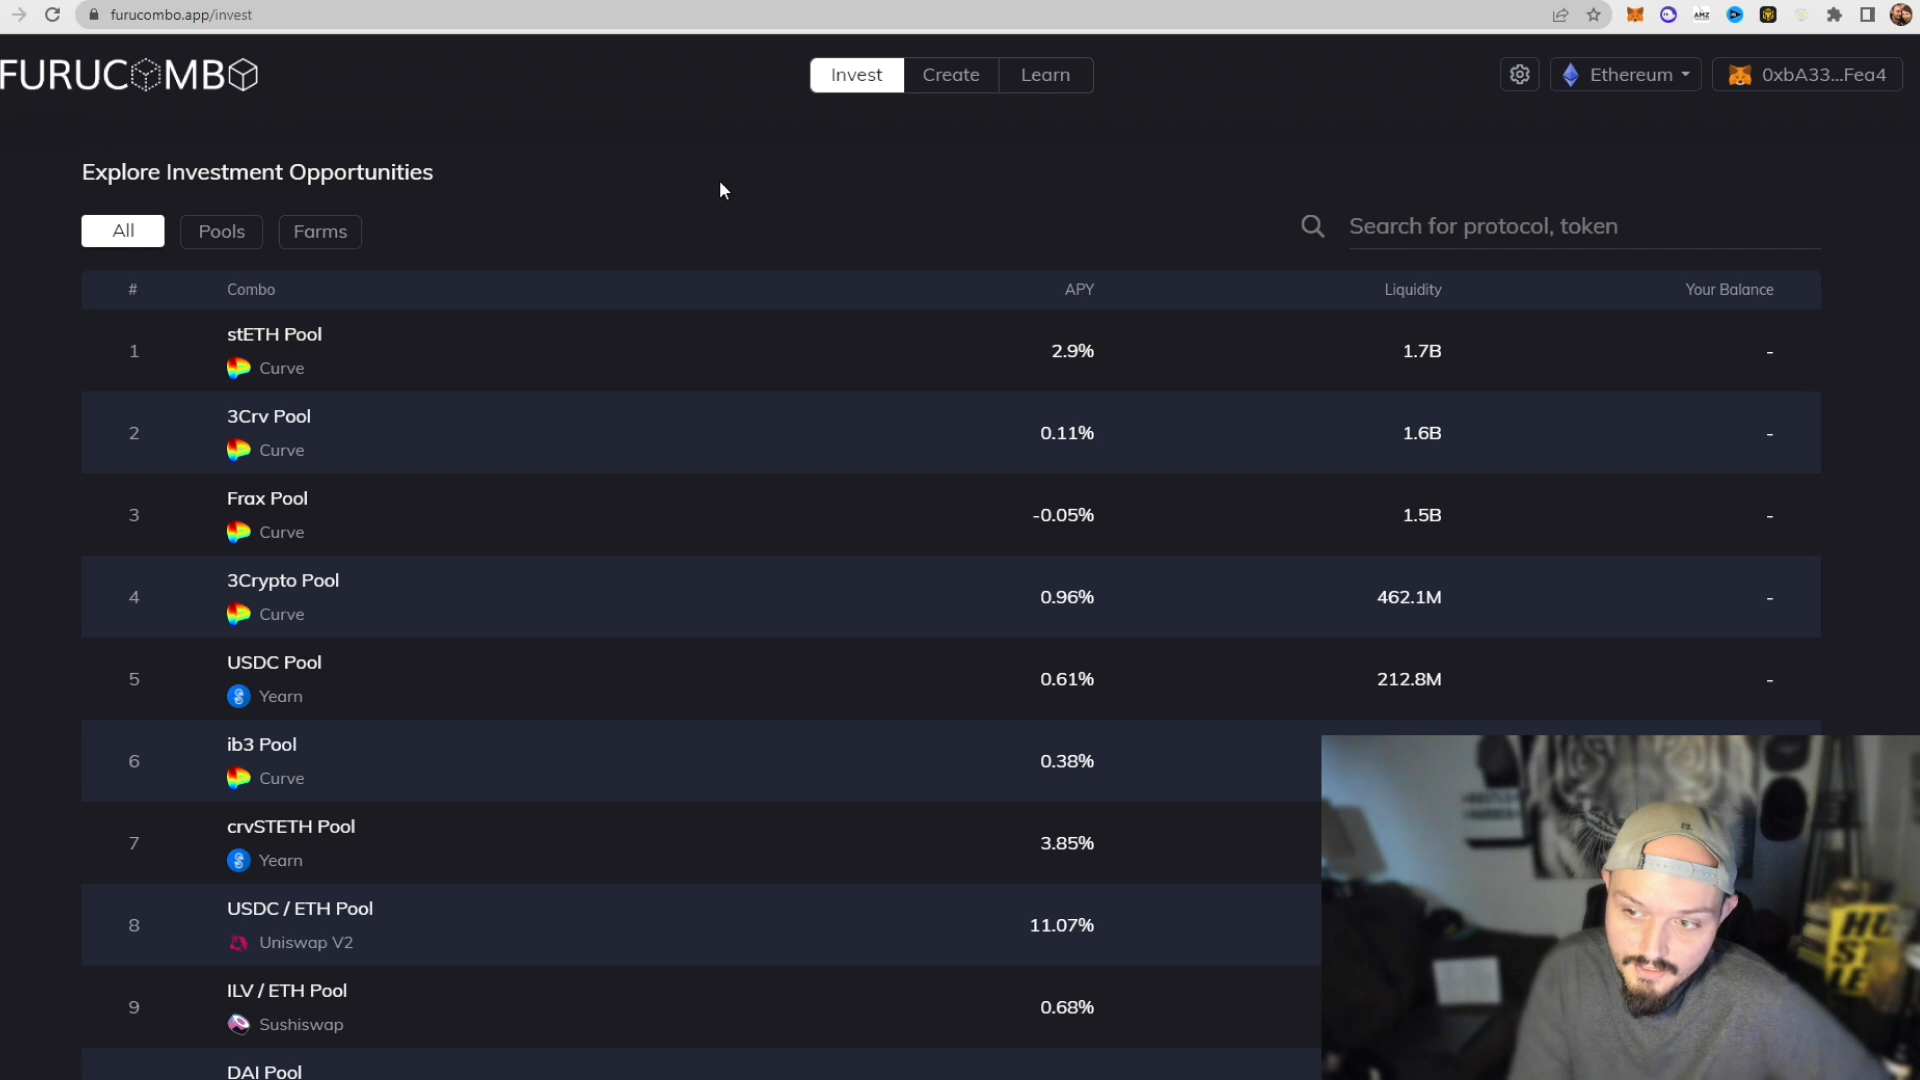 furucombo.app/invest
AMZ
FURUCOMBO
Invest
Create
Learn
Ethereum
0xbA33...Fea4
Explore Investment Opportunities
All
Pools
Farms
Search for protocol, token
# Combo APY Liquidity Your Balance
stETH Pool
1 2.9% 1.7B -
Curve
3Crv Pool
2 0.11% 1.6B -
Curve
Frax Pool
3 -0.05% 1.5B -
Curve
3Crypto Pool
4 0.96% 462.1M -
Curve
USDC Pool
5 0.61% 212.8M -
Yearn
ib3 Pool
6 0.38%
Curve
crvSTETH Pool
7 3.85%
Yearn
USDC / ETH Pool
8 11.07%
Uniswap V2
ILV / ETH Pool
9 0.68%
Sushiswap
DAI Pool